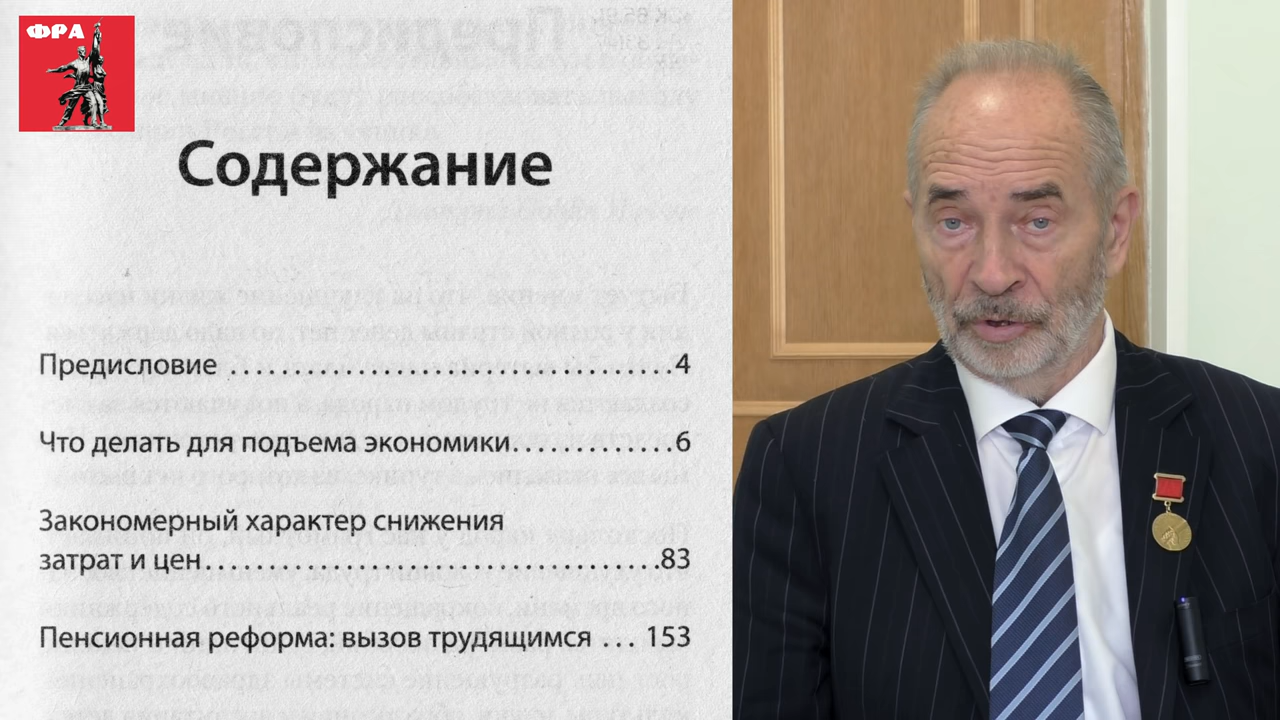 ФРА
Содержание
Предисловие ........................................4
Что делать для подъема экономики.............6
Закономерный характер снижения
затрат и цен.......................................83
Пенсионная реформа: вызов трудящимся ... 153